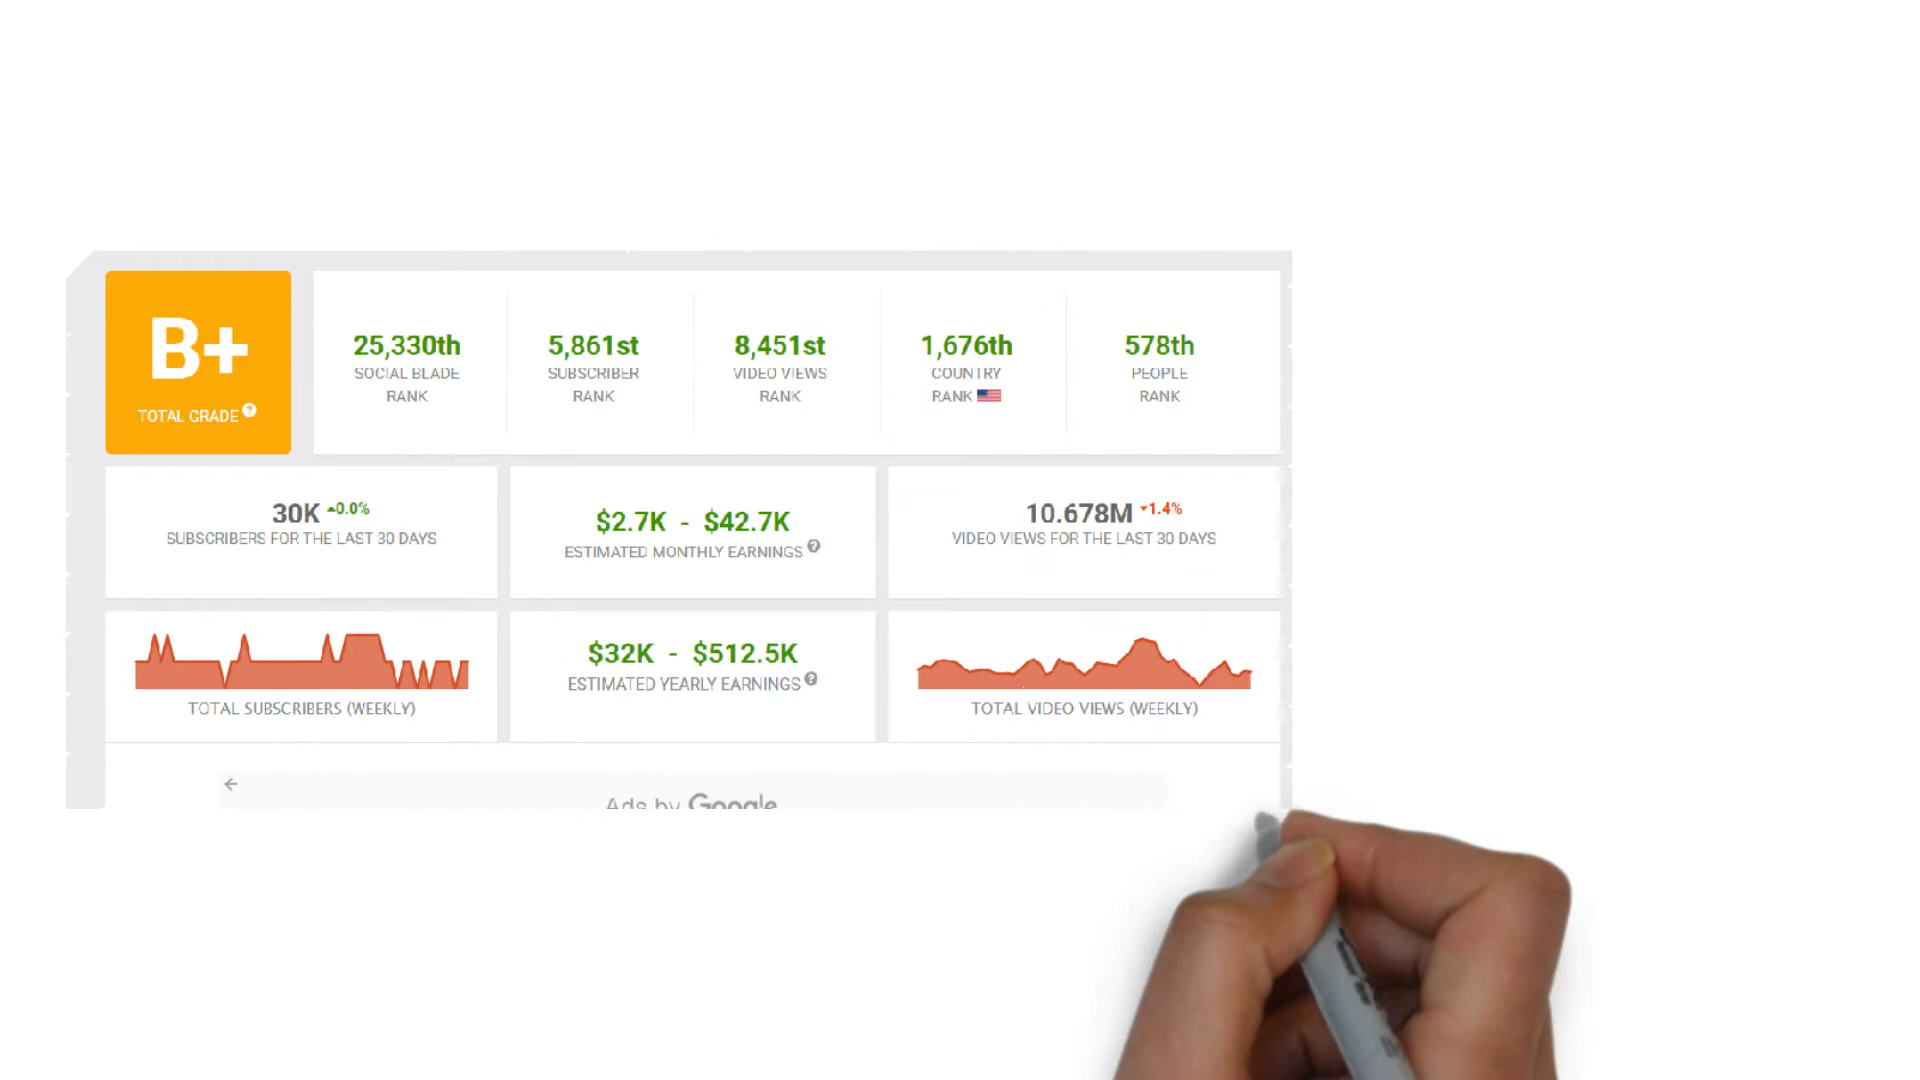 B+
TOTAL GRADE ?
25,330th
SOCIAL BLADE
RANK
5,861st
SUBSCRIBER
RANK
8,451st
VIDEO VIEWS
RANK
1,676th
COUNTRY
RANK
578th
PEOPLE
RANK
30K 0.0%
SUBSCRIBERS FOR THE LAST 30 DAYS
$2.7K - $42.7K
ESTIMATED MONTHLY EARNINGS ?
10.678M 1.4%
VIDEO VIEWS FOR THE LAST 30 DAYS
TOTAL SUBSCRIBERS (WEEKLY)
$32K - $512.5K
ESTIMATED YEARLY EARNINGS ?
TOTAL VIDEO VIEWS (WEEKLY)
Ads by Google